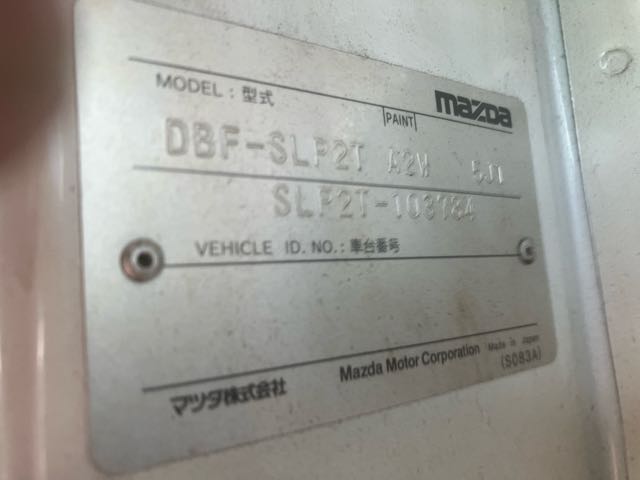 mazda
MODEL : 型式
PAINT
DBF-SLP2T A2W
SLP2T-103784
VEHICLE ID. NO. : 車台番号
マツダ株式会社 Mazda Motor Corporation Made in Japan
(S083A)